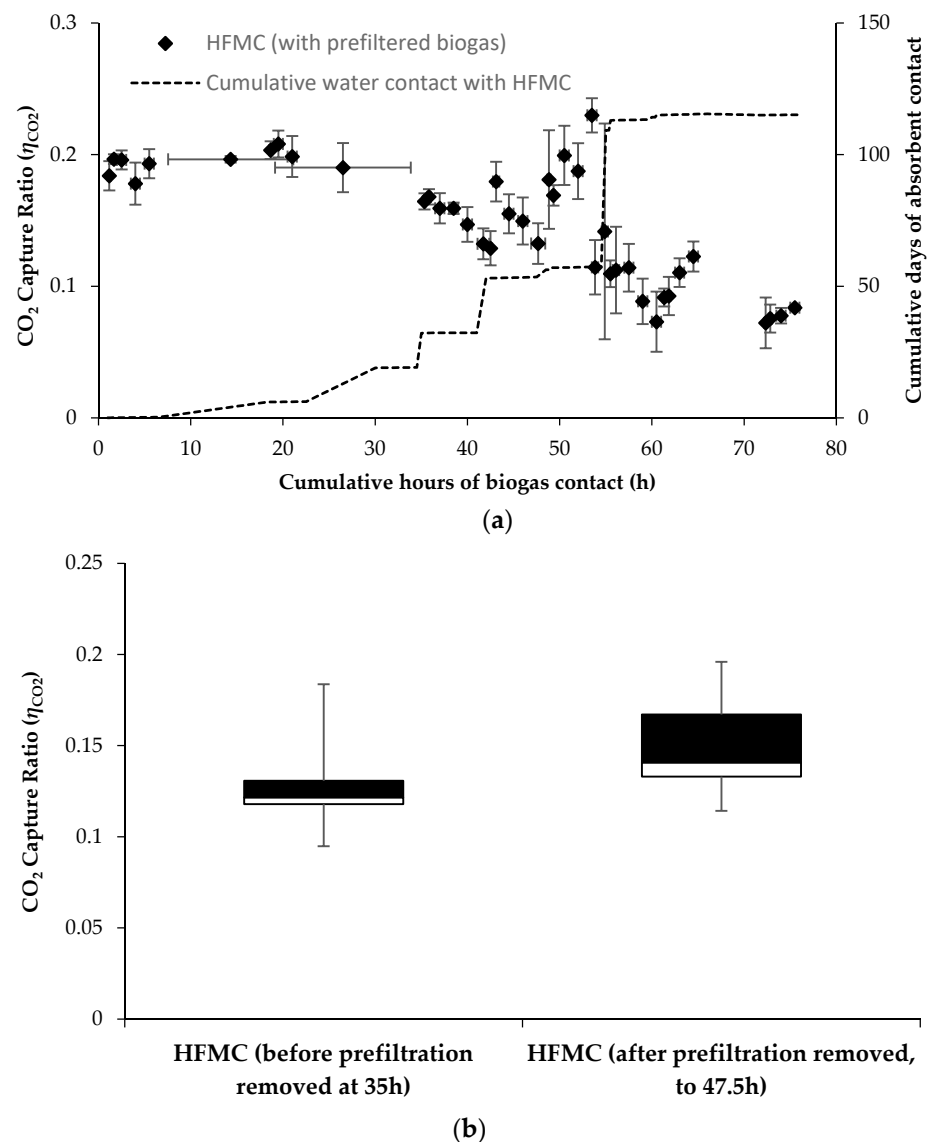 0.3
0.2
0.1
0
CO2 Capture Ratio (ηCO2)
HFMC (with prefiltered biogas)
Cumulative water contact with HFMC
150
100
50
0
Cumulative days of absorbent contact
0 10 20 30 40 50 60 70 80
Cumulative hours of biogas contact (h)
(a)
0.25
0.2
0.15
0.1
0.05
0
CO2 Capture Ratio (ηCO2)
HFMC (before prefiltration
removed at 35h)
HFMC (after prefiltration removed,
to 47.5h)
(b)